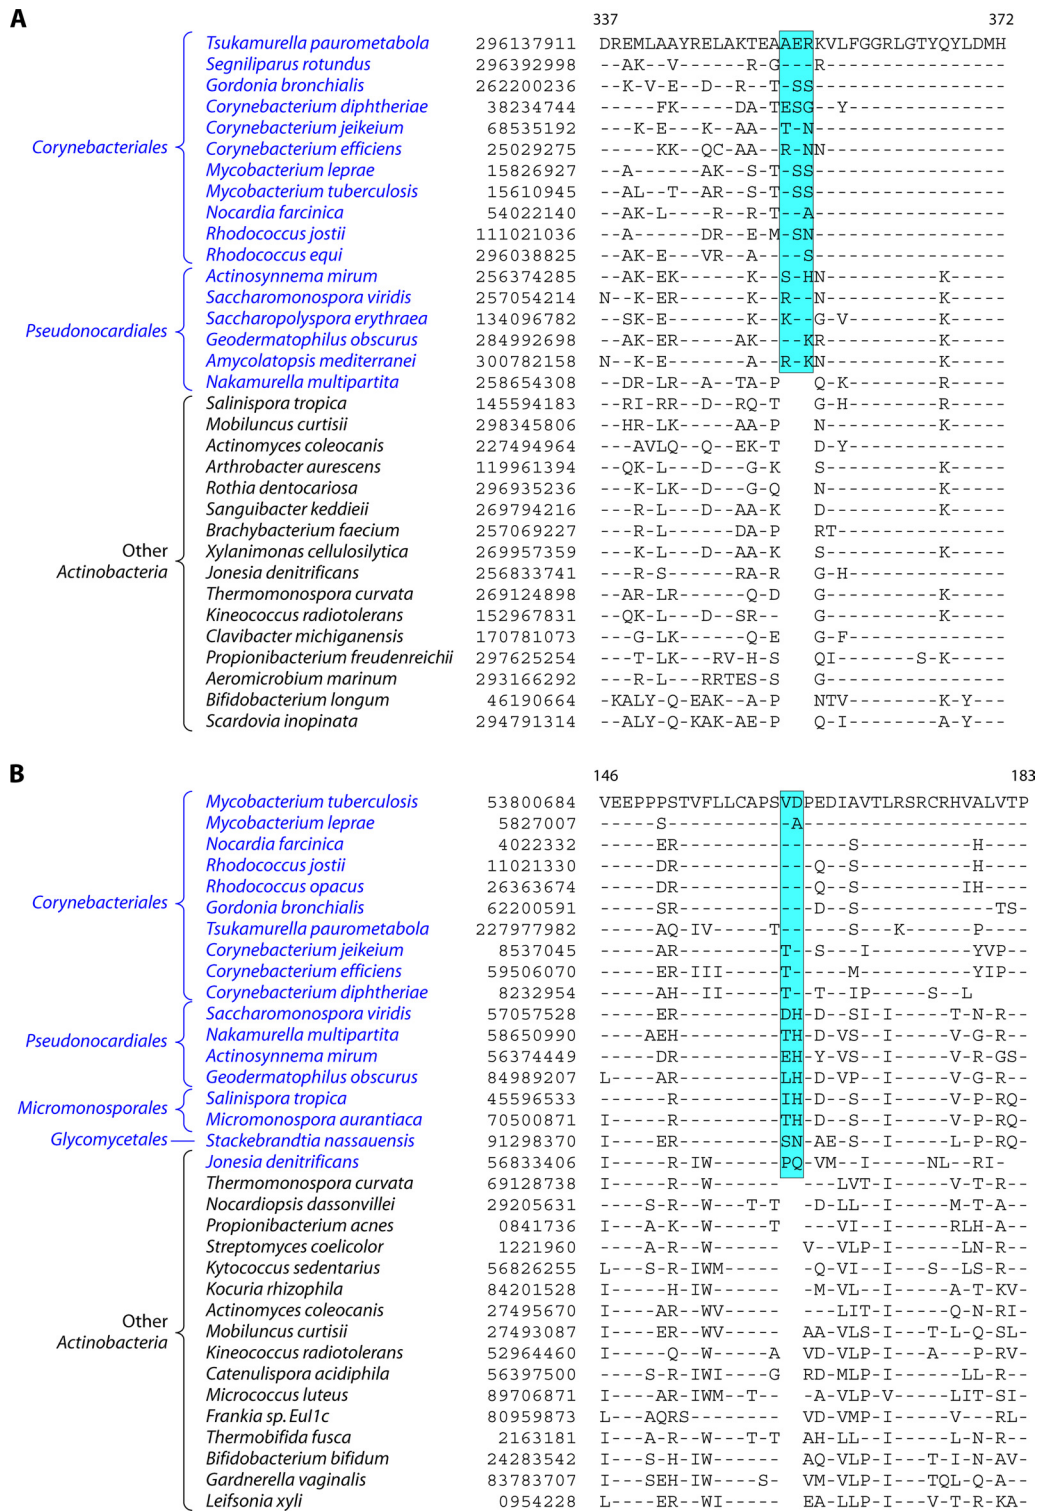 A
337 372
Tsukamurella paurometabola 296137911 DREMLAAYRELAKTEAAERKVLFGGRLGTYQYLDMH
Segniliparus rotundus 296392998 --AK--V------R-G---R----------------
Gordonia bronchialis 262200236 --K-V-E--D--R--T-SS-----------------
Corynebacterium diphtheriae 38234744 -----FK-----DA-TESG--Y--------------
Corynebacterium jeikeium 68535192 ---K-E---K--AA--T-N-----------------
Corynebacteriales Corynebacterium efficiens 25029275 -----KK--QC-AA--R-NN----------------
Mycobacterium leprae 15826927 --A------AK--S-T-SS-----------------
Mycobacterium tuberculosis 15610945 --AL--T--AR--S-T-SS-----------------
Nocardia farcinica 54022140 --AK-L----R--R-T--A-----------------
Rhodococcus jostii 111021036 --A------DR--E-M-SN-----------------
Rhodococcus equi 296038825 --AK-E---VR--A----S-----------------
Actinosynnema mirum 256374285 --AK-EK------K--S-HN----------K-----
Saccharomonospora viridis 257054214 N--K-ER------K--R--N----------K-----
Pseudonocardiales Saccharopolyspora erythraea 134096782 --SK-E-------K--K--G-V--------K-----
Geodermatophilus obscurus 284992698 --AK-ER-----AK----KR----------K-----
Amycolatopsis mediterranei 300782158 N--K-E-------A--R-KN----------K-----
Nakamurella multipartita 258654308 --DR-LR--A--TA-P   Q-K--------R-----
Salinispora tropica 145594183 --RI-RR--D--RQ-T   G-H--------R-----
Mobiluncus curtisii 298345806 --HR-LK-----AA-P   N----------K-----
Actinomyces coleocanis 227494964 ---AVLQ--Q--EK-T   D-Y--------------
Arthrobacter aurescens 119961394 --QK-L---D---G-K   S----------K-----
Rothia dentocariosa 296935236 ---K-LK--D---G-Q   N----------K-----
Sanguibacter keddieii 269794216 ---R-L---D--AA-K   D----------K-----
Brachybacterium faecium 257069227 ---R-L------DA-P   RT---------------
Other Actinobacteria Xylanimonas cellulosilytica 269957359 ---K-L---D--AA-K   S----------K-----
Jonesia denitrificans 256833741 ---R-S------RA-R   G-H--------------
Thermomonospora curvata 269124898 --AR-LR------Q-D   G----------K-----
Kineococcus radiotolerans 152967831 --QK-L---D--SR--   G----------K-----
Clavibacter michiganensis 170781073 ---G-LK------Q-E   G-F--------------
Propionibacterium freudenreichii 297625254 ---T-LK---RV-H-S   QI-------S-K-----
Aeromicrobium marinum 293166292 ---R-L---RRTES-S   G----------------
Bifidobacterium longum 46190664 -KALY-Q-EAK--A-P   NTV--------K-Y---
Scardovia inopinata 294791314 --ALY-Q-KAK-AE-P   Q-I--------A-Y---
B
146 183
Mycobacterium tuberculosis 53800684 VEEPPPSTVFLLCAPSVDPEDIAVTLRSRCRHVALVTP
Mycobacterium leprae 5827007 -----S-----------A--------------------
Nocardia farcinica 4022332 -----ER---------------S----------H----
Rhodococcus jostii 11021330 -----DR------------Q--S----------H----
Rhodococcus opacus 26363674 -----DR------------Q--S---------IH----
Corynebacteriales Gordonia bronchialis 62200591 -----SR------------D--S------------TS-
Tsukamurella paurometabola 227977982 -----AQ-IV-----T------S---K------P----
Corynebacterium jeikeium 8537045 -----AR---------T--S---I---------YVP--
Corynebacterium efficiens 59506070 -----ER-III-----T-----M----------YIP--
Corynebacterium diphtheriae 8232954 -----AH--II-----T--T--IP-----S--L
Saccharomonospora viridis 57057528 -----ER---------DH-D--SI-I-----T-N-R--
Pseudonocardiales Nakamurella multipartita 58650990 ----AEH---------TH-D-VS--I-----V-G-R--
Actinosynnema mirum 56374449 -----DR---------EH-Y-VS--I-----V-R-GS-
Geodermatophilus obscurus 84989207 L----AR---------LH-D-VP--I-----V-G-R--
Micromonosporales Salinispora tropica 45596533 I-----R---------IH-D--S--I-----V-P-RQ-
Micromonospora aurantiaca 70500871 I-----R---------TH-D--S--I-----V-P-RQ-
Glycomycetales Stackebrandtia nassauensis 91298370 I----ER---------SN-AE-S--I-----L-P-RQ-
Jonesia denitrificans 56833406 I-----R-IW------PQ-VM--I-----NL--RI-
Thermomonospora curvata 69128738 I-----R--W------  ---LVT-I-----V-T-R--
Nocardiopsis dassonvillei 29205631 I---S-R--W---T-T  -D-LL--I-----M-T-A--
Propionibacterium acnes 0841736 I---A-K--W-----T  ---VI--I-----RLH-A--
Streptomyces coelicolor 1221960 ----A-R--W------  V--VLP-I------LN-R--
Kytococcus sedentarius 56826255 L---S-R-IWM-----  -Q-VI--I---S--LS-R--
Kocuria rhizophila 84201528 I-----H-IW------  -M-VL--I-----A-T-KV-
Other Actinobacteria Actinomyces coleocanis 27495670 I----AR--WV-----  ---LIT-I-----Q-N-RI-
Mobiluncus curtisii 27493087 I----ER--WV-----  AA-VLS-I---T-L-Q-SL-
Kineococcus radiotolerans 52964460 I-----Q--W-----A  VD-VLP-I---A---P-RV-
Catenulispora acidiphila 56397500 ----S-R-IWI----G  RD-MLP-I------LL-R--
Micrococcus luteus 89706871 I----AR-IWM--T--  -A-VLP-V-----LIT-SI-
Frankia sp. EuI1c 80959873 L---AQRS--------  VD-VMP-I-----V---RL-
Thermobifida fusca 2163181 I---A-R--W---T-T  AH-LL--I-----L-N-R--
Bifidobacterium bifidum 24283542 I---S-H-IW------  AQ-VLP-I---T-I-N-AV-
Gardnerella vaginalis 83783707 I---SEH-IW----S-  VM-VLP-I---TQL-Q-A--
Leifsonia xyli 0954228 L----ER--WI-----  EA-LLP-I---V-T-R-KA-